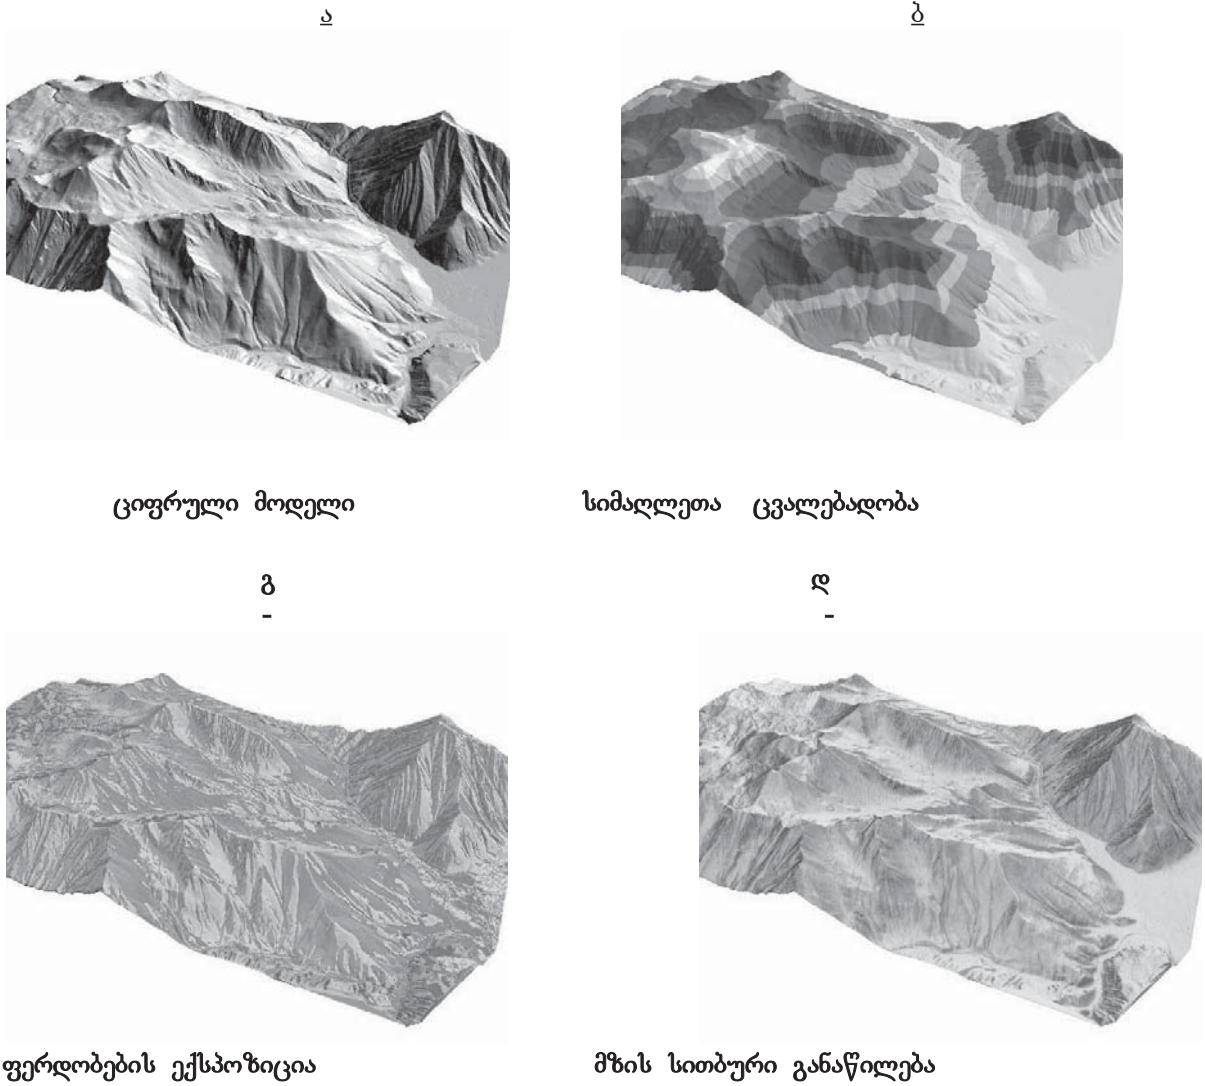 ა ბ
ციფრული მოდელი სიმაღლეთა ცვალებადობა
გ დ
- -
ფერდობების ექსპოზიცია მზის სითბური განაწილება